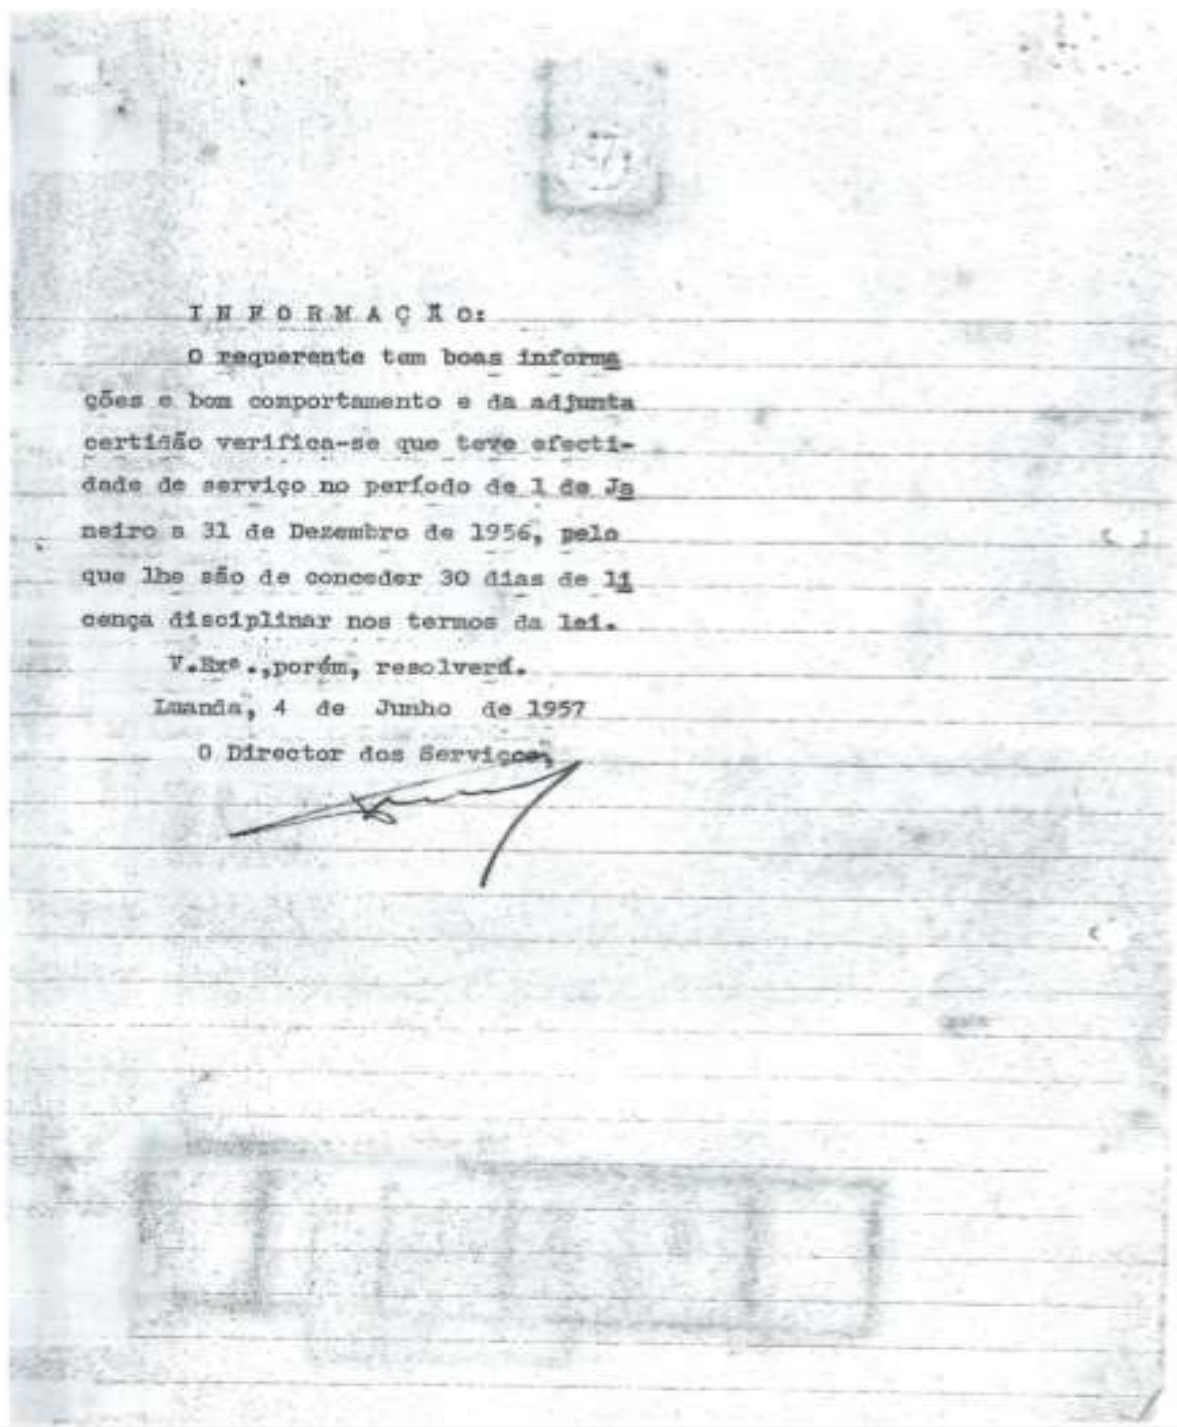 I N F O R M A Ç Ã O:
O requerente tem boas informa
ções e bom comportamento e da adjunta
certidão verifica-se que teve efecti-
dade de serviço no período de 1 de Ja
neiro a 31 de Dezembro de 1956, pelo
que lhe são de conceder 30 dias de li
cença disciplinar nos termos da lei.
V.Exª.,porém, resolverá.
Luanda, 4 de Junho de 1957
O Director dos Serviços,